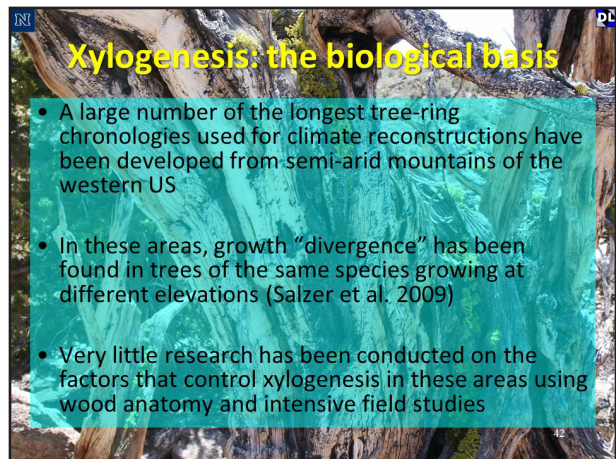 N
DL
Xylogenesis: the biological basis
• A large number of the longest tree-ring
chronologies used for climate reconstructions have
been developed from semi-arid mountains of the
western US
• In these areas, growth “divergence” has been
found in trees of the same species growing at
different elevations (Salzer et al. 2009)
• Very little research has been conducted on the
factors that control xylogenesis in these areas using
wood anatomy and intensive field studies
42